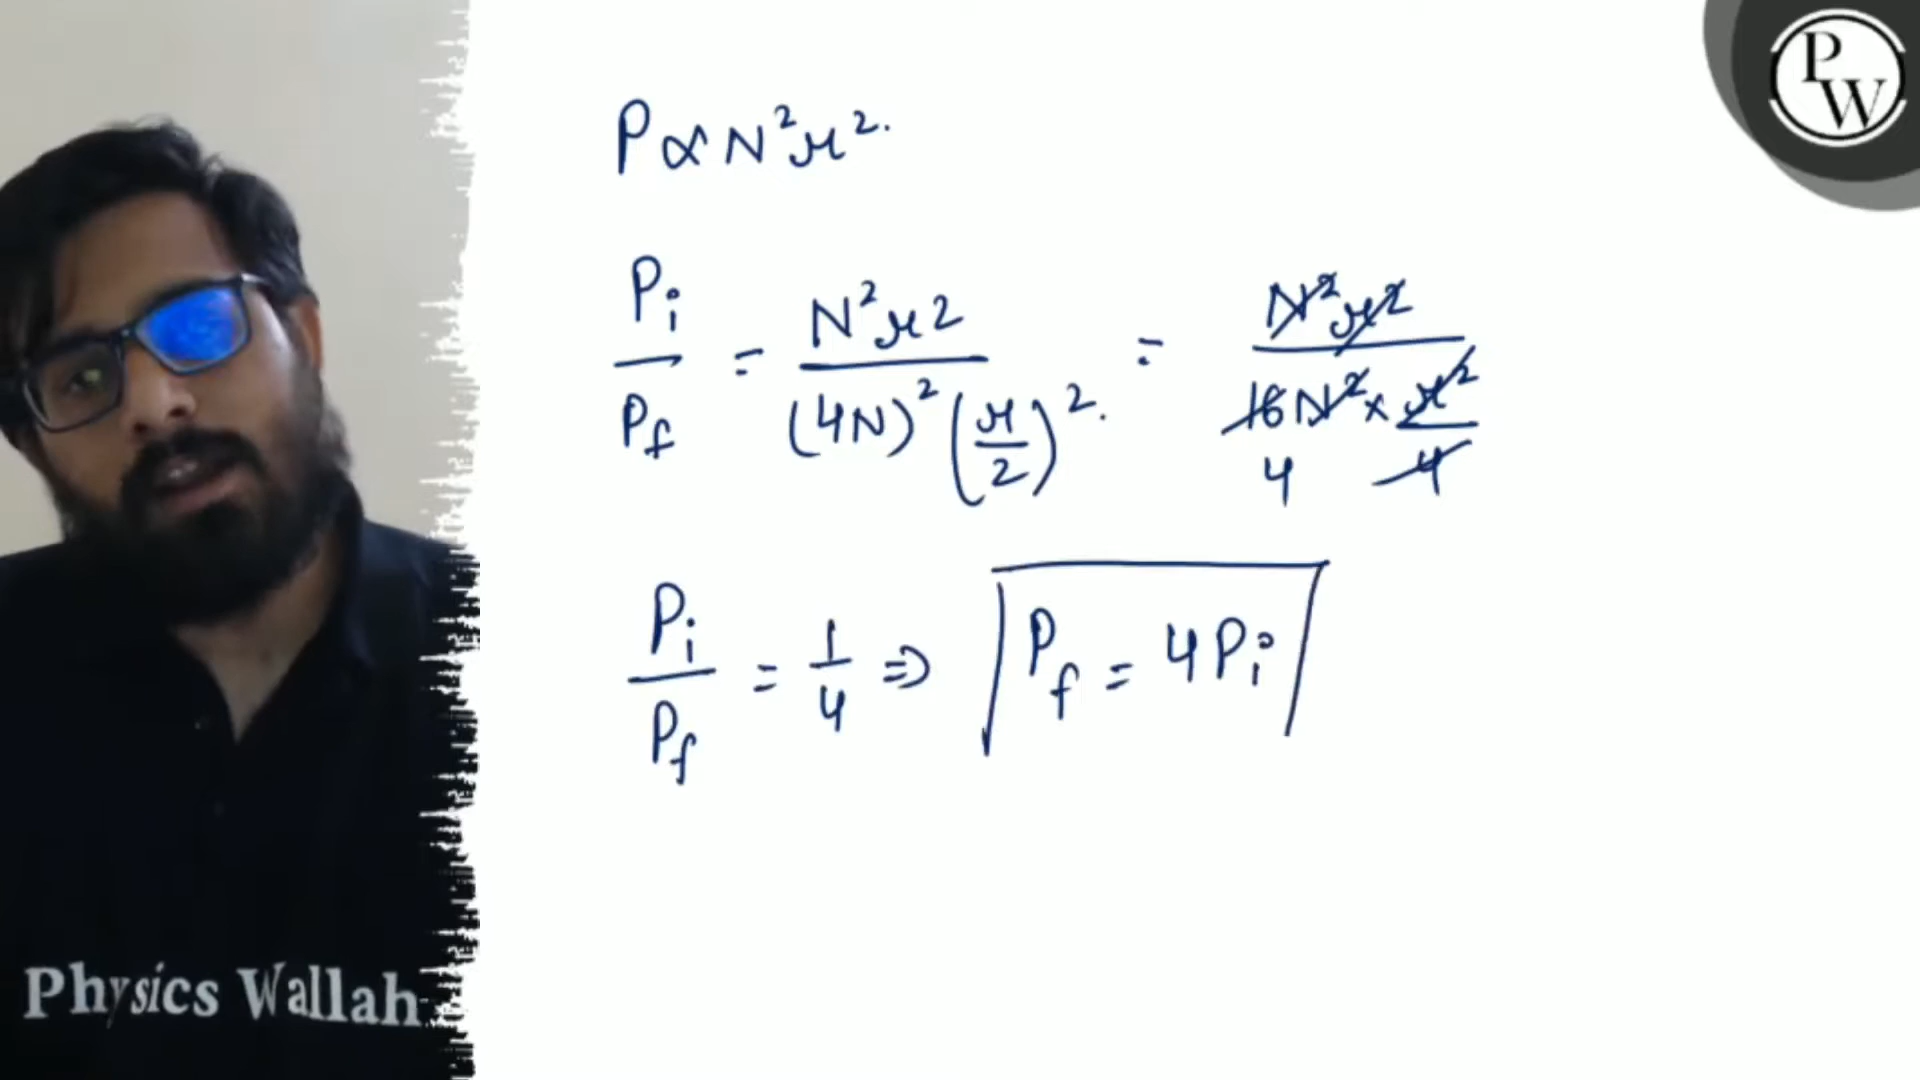 P ∝ N²r².
Pi/Pf = N²r2/(4N)²(r/2)². = N²r²/16N² × r²/4
4
Pi/Pf = 1/4 ⇒ Pf = 4Pi
PW
Physics Wallah